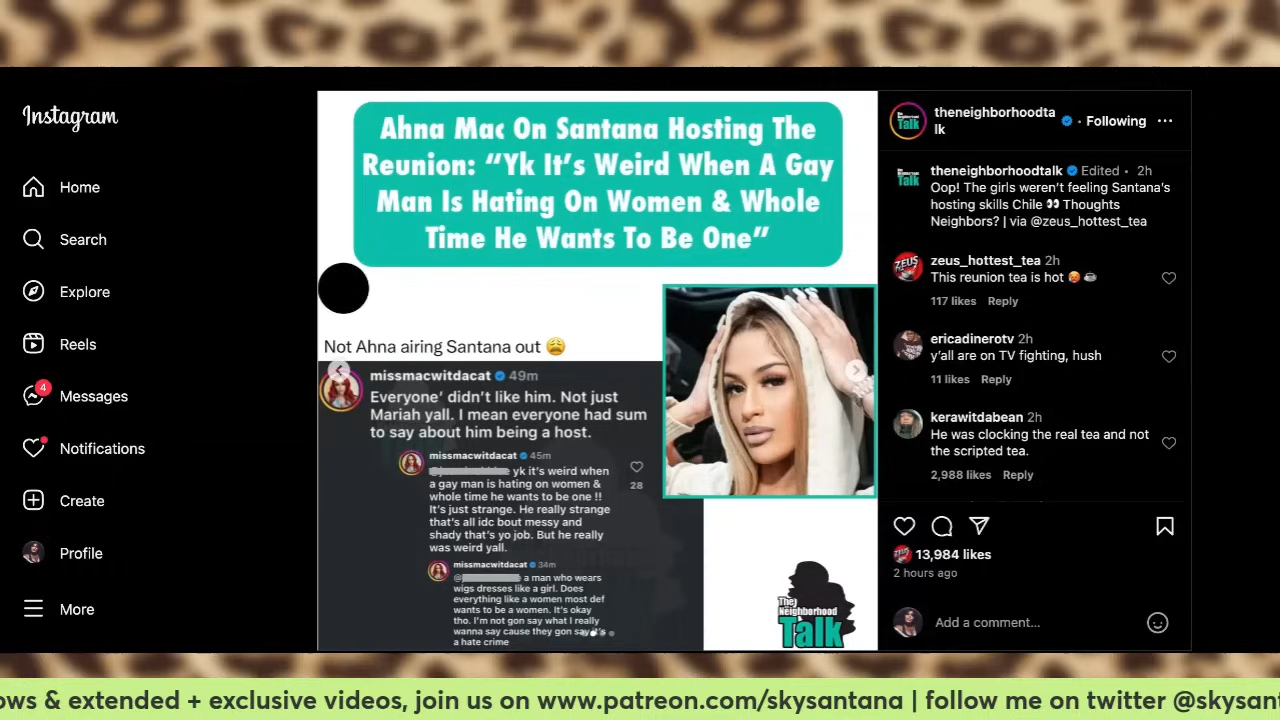 Instagram
Home
Search
Explore
Reels
4
Messages
Notifications
Create
Profile
More
Ahna Mac On Santana Hosting The
Reunion: “Yk It’s Weird When A Gay
Man Is Hating On Women & Whole
Time He Wants To Be One”
Not Ahna airing Santana out 😩
missmacwitdacat 49m
Everyone’ didn’t like him. Not just
Mariah yall. I mean everyone had sum
to say about him being a host.
missmacwitdacat 45m
yk it’s weird when
a gay man is hating on women &
whole time he wants to be one !!
It’s just strange. He really strange
that’s all idc bout messy and
shady that’s yo job. But he really
was weird yall.
28
missmacwitdacat 34m
@ a man who wears
wigs dresses like a girl. Does
everything like a women most def
wants to be a women. It’s okay
tho. I’m not gon say what I really
wanna say cause they gon say it’s
a hate crime
The
Neighborhood
Talk
theneighborhoodta
lk
• Following
theneighborhoodtalk Edited • 2h
Oop! The girls weren’t feeling Santana’s
hosting skills Chile 👀 Thoughts
Neighbors? | via @zeus_hottest_tea
zeus_hottest_tea 2h
This reunion tea is hot 🥵 ☕
117 likes Reply
ericadinerotv 2h
y’all are on TV fighting, hush
11 likes Reply
kerawitdabean 2h
He was clocking the real tea and not
the scripted tea.
2,988 likes Reply
13,984 likes
2 hours ago
Add a comment...
ows & extended + exclusive videos, join us on www.patreon.com/skysantana | follow me on twitter @skysant